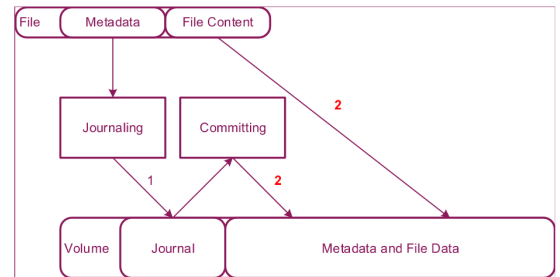 File
Metadata
File Content
2
Journaling
Committing
1
2
Volume
Journal
Metadata and File Data